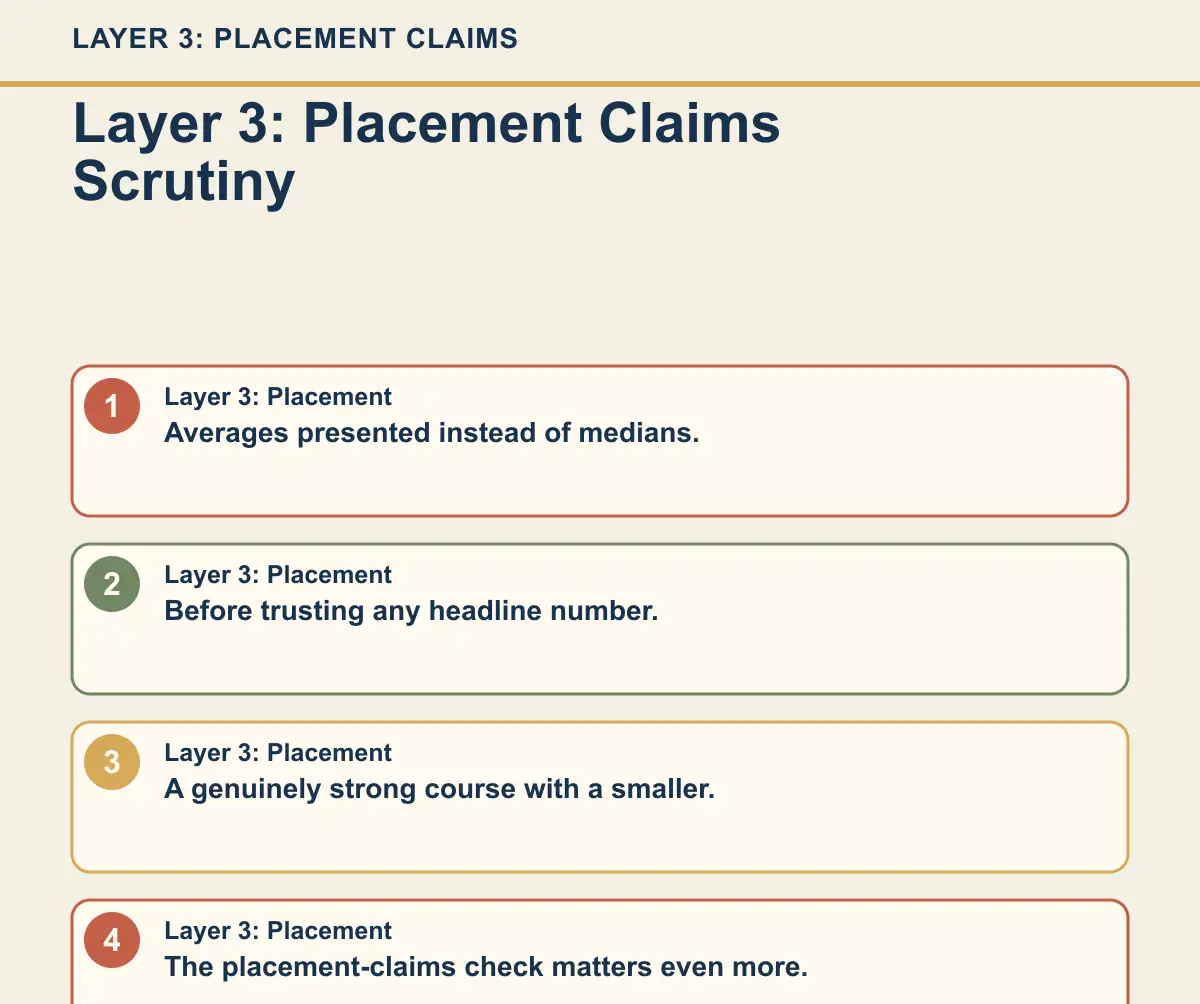 LAYER 3: PLACEMENT CLAIMS
Layer 3: Placement Claims
Scrutiny
1
Layer 3: Placement
Averages presented instead of medians.
2
Layer 3: Placement
Before trusting any headline number.
3
Layer 3: Placement
A genuinely strong course with a smaller.
4
Layer 3: Placement
The placement-claims check matters even more.